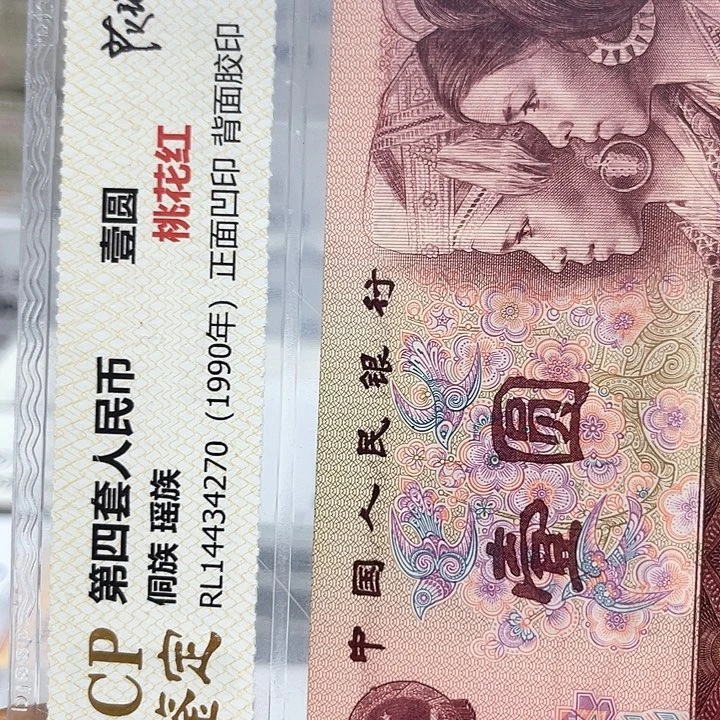 CP
鉴定
第四套人民币 壹圆
侗族 瑶族 桃花红
RL14434270（1990年）正面凹印 背面胶印
中国人民银行
壹圆